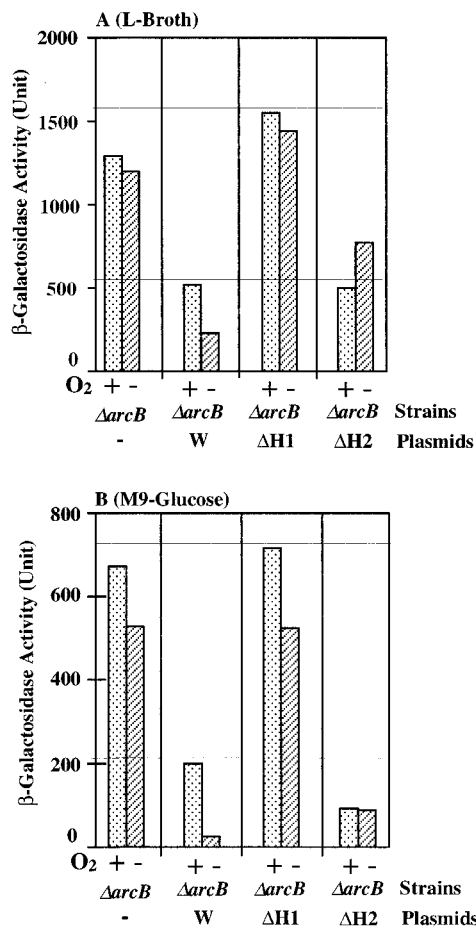 A (L-Broth)
2000
1500
1000
500
0
β-Galactosidase Activity (Unit)
O2 + - + - + - + -
ΔarcB ΔarcB ΔarcB ΔarcB Strains
- W ΔH1 ΔH2 Plasmids
B (M9-Glucose)
800
600
400
200
0
β-Galactosidase Activity (Unit)
O2 + - + - + - + -
ΔarcB ΔarcB ΔarcB ΔarcB Strains
- W ΔH1 ΔH2 Plasmids